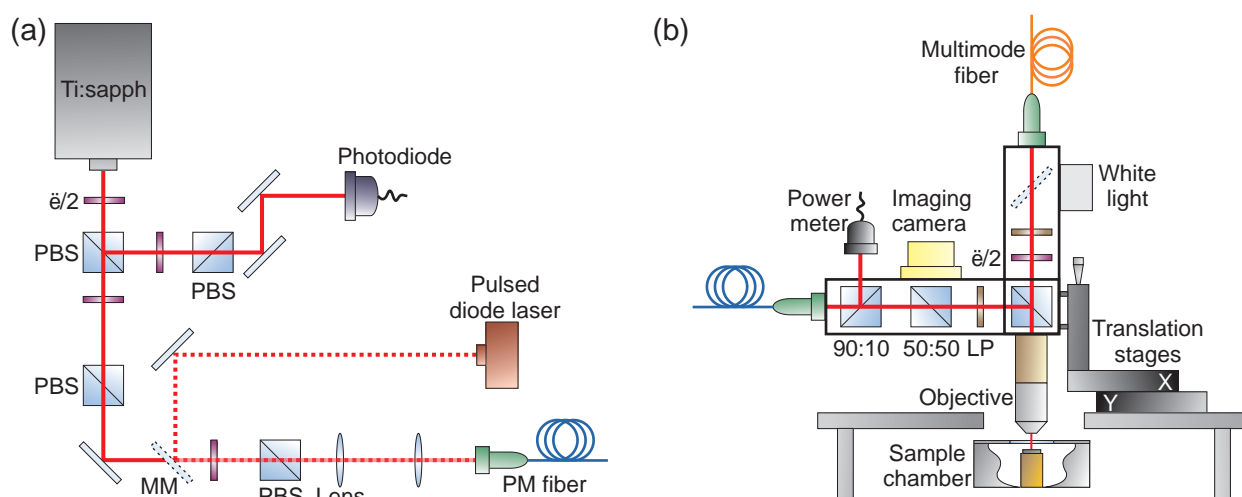 (a)
Ti:sapph
Photodiode
ë/2
PBS
PBS
Pulsed
diode laser
PBS
MM
PBS
Lens
PM fiber
(b)
Multimode
fiber
White
light
Power
meter
Imaging
camera
ë/2
90:10
50:50
LP
Translation
stages
X
Y
Objective
Sample
chamber